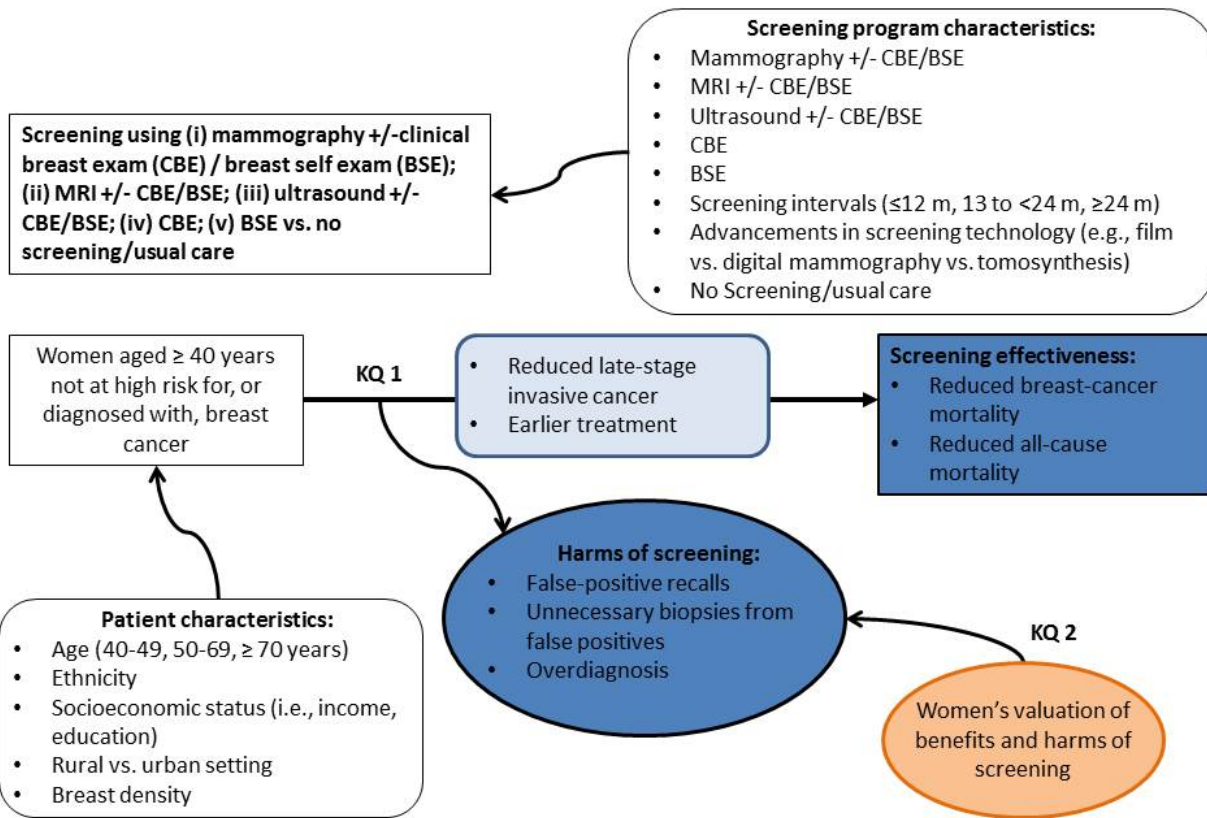 Screening program characteristics:
• Mammography +/- CBE/BSE
• MRI +/- CBE/BSE
• Ultrasound +/- CBE/BSE
• CBE
• BSE
• Screening intervals (≤12 m, 13 to <24 m, ≥24 m)
• Advancements in screening technology (e.g., film
vs. digital mammography vs. tomosynthesis)
• No Screening/usual care
Screening using (i) mammography +/-clinical
breast exam (CBE) / breast self exam (BSE);
(ii) MRI +/- CBE/BSE; (iii) ultrasound +/-
CBE/BSE; (iv) CBE; (v) BSE vs. no
screening/usual care
Women aged ≥ 40 years
not at high risk for, or
diagnosed with, breast
cancer
KQ 1
• Reduced late-stage
invasive cancer
• Earlier treatment
Screening effectiveness:
• Reduced breast-cancer
mortality
• Reduced all-cause
mortality
Harms of screening:
• False-positive recalls
• Unnecessary biopsies from
false positives
• Overdiagnosis
Patient characteristics:
• Age (40-49, 50-69, ≥ 70 years)
• Ethnicity
• Socioeconomic status (i.e., income,
education)
• Rural vs. urban setting
• Breast density
KQ 2
Women’s valuation of
benefits and harms of
screening